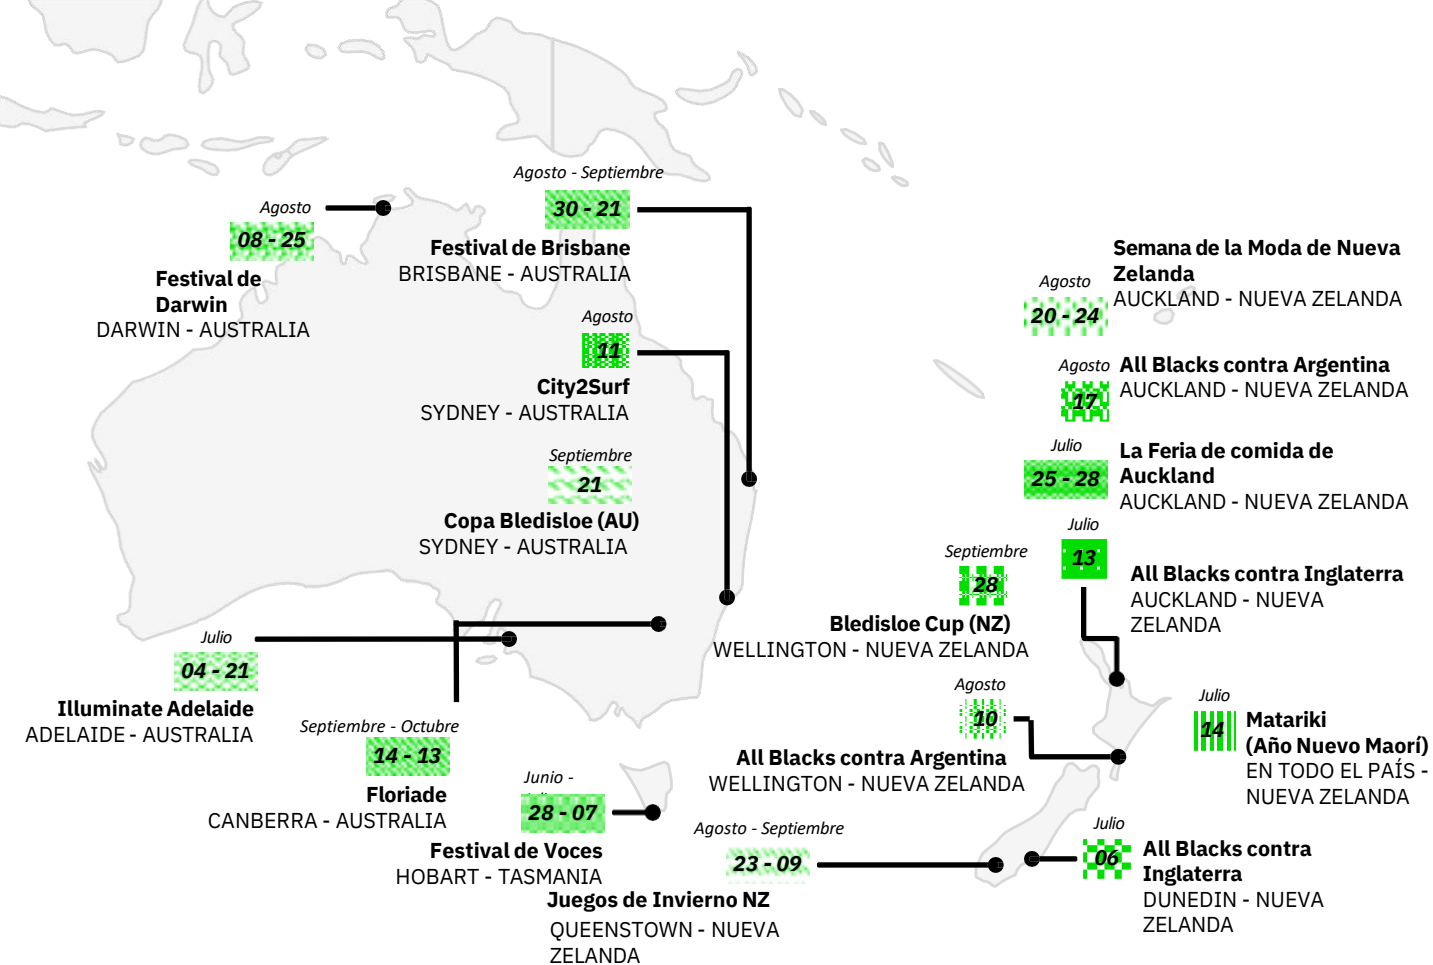 Agosto - Septiembre
30 - 21
Festival de Brisbane
BRISBANE - AUSTRALIA
Agosto
08 - 25
Festival de
Darwin
DARWIN - AUSTRALIA
Agosto
11
City2Surf
SYDNEY - AUSTRALIA
Septiembre
21
Copa Bledisloe (AU)
SYDNEY - AUSTRALIA
Julio
04 - 21
Illuminate Adelaide
ADELAIDE - AUSTRALIA
Septiembre - Octubre
14 - 13
Floriade
CANBERRA - AUSTRALIA
Junio -
28 - 07
Festival de Voces
HOBART - TASMANIA
Agosto - Septiembre
23 - 09
Juegos de Invierno NZ
QUEENSTOWN - NUEVA
ZELANDA
Semana de la Moda de Nueva
Zelanda
AUCKLAND - NUEVA ZELANDA
Agosto
20 - 24
Agosto
17
All Blacks contra Argentina
AUCKLAND - NUEVA ZELANDA
Julio
25 - 28
La Feria de comida de
Auckland
AUCKLAND - NUEVA ZELANDA
Julio
13
All Blacks contra Inglaterra
AUCKLAND - NUEVA
ZELANDA
Septiembre
28
Bledisloe Cup (NZ)
WELLINGTON - NUEVA ZELANDA
Agosto
10
All Blacks contra Argentina
WELLINGTON - NUEVA ZELANDA
Julio
14
Matariki
(Año Nuevo Maorí)
EN TODO EL PAÍS -
NUEVA ZELANDA
Julio
06
All Blacks contra
Inglaterra
DUNEDIN - NUEVA
ZELANDA